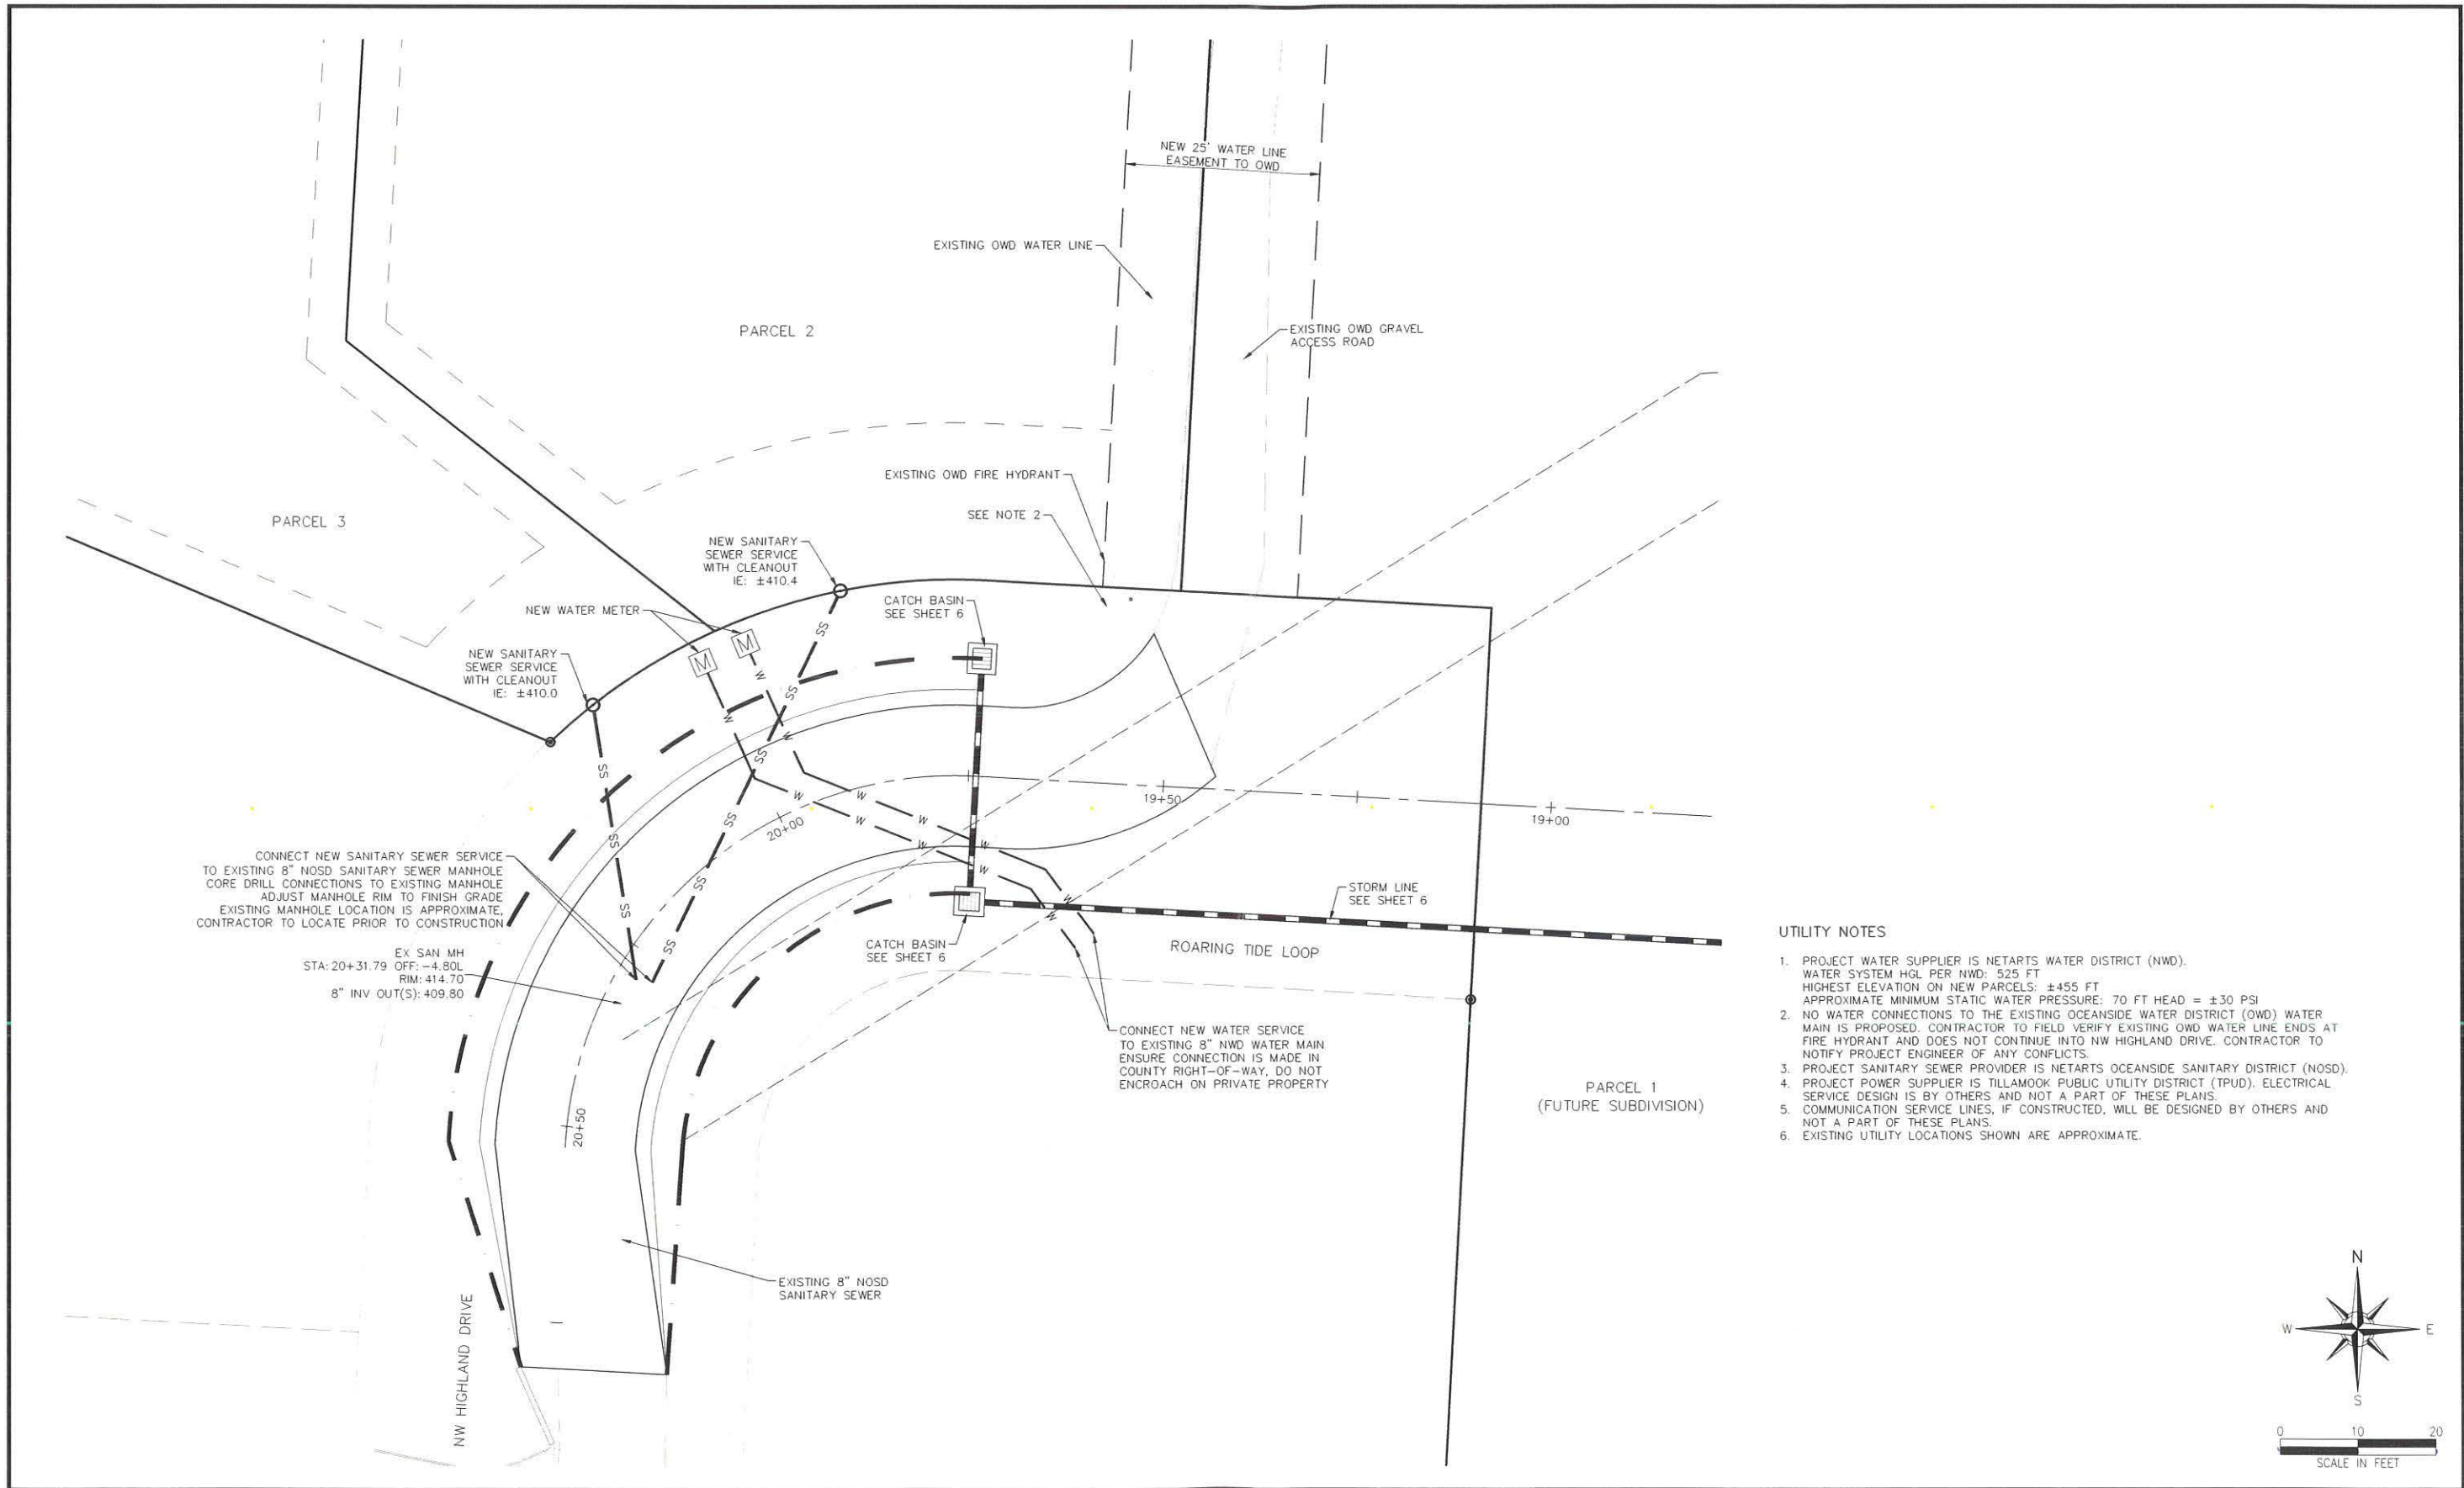 NEW 25' WATER LINE
EASEMENT TO OWD
EXISTING OWD WATER LINE
PARCEL 2
EXISTING OWD GRAVEL
ACCESS ROAD
EXISTING OWD FIRE HYDRANT
SEE NOTE 2
PARCEL 3
NEW SANITARY
SEWER SERVICE
WITH CLEANOUT
IE: ±410.4
CATCH BASIN
SEE SHEET 6
NEW WATER METER
M
M
NEW SANITARY
SEWER SERVICE
WITH CLEANOUT
IE: ±410.0
SS
SS
SS
SS
SS
SS
SS
SS
SS
SS
W
W
W
W
W
W
W
W
W
W
W
W
19+50
19+00
20+00
20+50
CONNECT NEW SANITARY SEWER SERVICE
TO EXISTING 8" NOSD SANITARY SEWER MANHOLE
CORE DRILL CONNECTIONS TO EXISTING MANHOLE
ADJUST MANHOLE RIM TO FINISH GRADE
EXISTING MANHOLE LOCATION IS APPROXIMATE,
CONTRACTOR TO LOCATE PRIOR TO CONSTRUCTION
EX SAN MH
STA: 20+31.79 OFF: -4.80L
RIM: 414.70
8" INV OUT(S): 409.80
STORM LINE
SEE SHEET 6
CATCH BASIN
SEE SHEET 6
ROARING TIDE LOOP
CONNECT NEW WATER SERVICE
TO EXISTING 8" NWD WATER MAIN
ENSURE CONNECTION IS MADE IN
COUNTY RIGHT-OF-WAY, DO NOT
ENCROACH ON PRIVATE PROPERTY
PARCEL 1
(FUTURE SUBDIVISION)
EXISTING 8" NOSD
SANITARY SEWER
NW HIGHLAND DRIVE
UTILITY NOTES
1. PROJECT WATER SUPPLIER IS NETARTS WATER DISTRICT (NWD).
WATER SYSTEM HGL PER NWD: 525 FT
HIGHEST ELEVATION ON NEW PARCELS: ±455 FT
APPROXIMATE MINIMUM STATIC WATER PRESSURE: 70 FT HEAD = ±30 PSI
2. NO WATER CONNECTIONS TO THE EXISTING OCEANSIDE WATER DISTRICT (OWD) WATER
MAIN IS PROPOSED. CONTRACTOR TO FIELD VERIFY EXISTING OWD WATER LINE ENDS AT
FIRE HYDRANT AND DOES NOT CONTINUE INTO NW HIGHLAND DRIVE. CONTRACTOR TO
NOTIFY PROJECT ENGINEER OF ANY CONFLICTS.
3. PROJECT SANITARY SEWER PROVIDER IS NETARTS OCEANSIDE SANITARY DISTRICT (NOSD).
4. PROJECT POWER SUPPLIER IS TILLAMOOK PUBLIC UTILITY DISTRICT (TPUD). ELECTRICAL
SERVICE DESIGN IS BY OTHERS AND NOT A PART OF THESE PLANS.
5. COMMUNICATION SERVICE LINES, IF CONSTRUCTED, WILL BE DESIGNED BY OTHERS AND
NOT A PART OF THESE PLANS.
6. EXISTING UTILITY LOCATIONS SHOWN ARE APPROXIMATE.
N
W
E
S
0 10 20
SCALE IN FEET